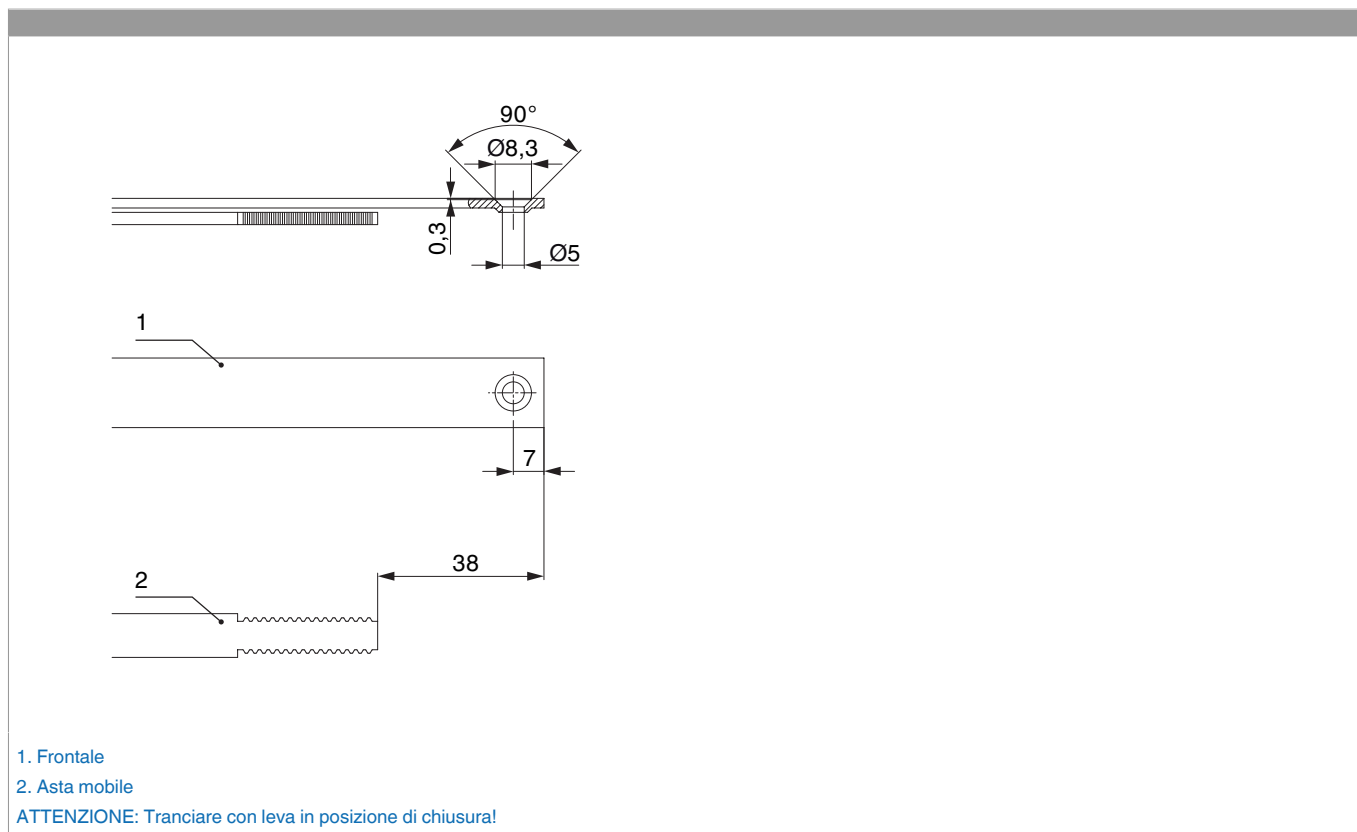 90°
Ø8,3
0,3
Ø5
1
7
38
2
1. Frontale
2. Asta mobile
ATTENZIONE: Tranciare con leva in posizione di chiusura!